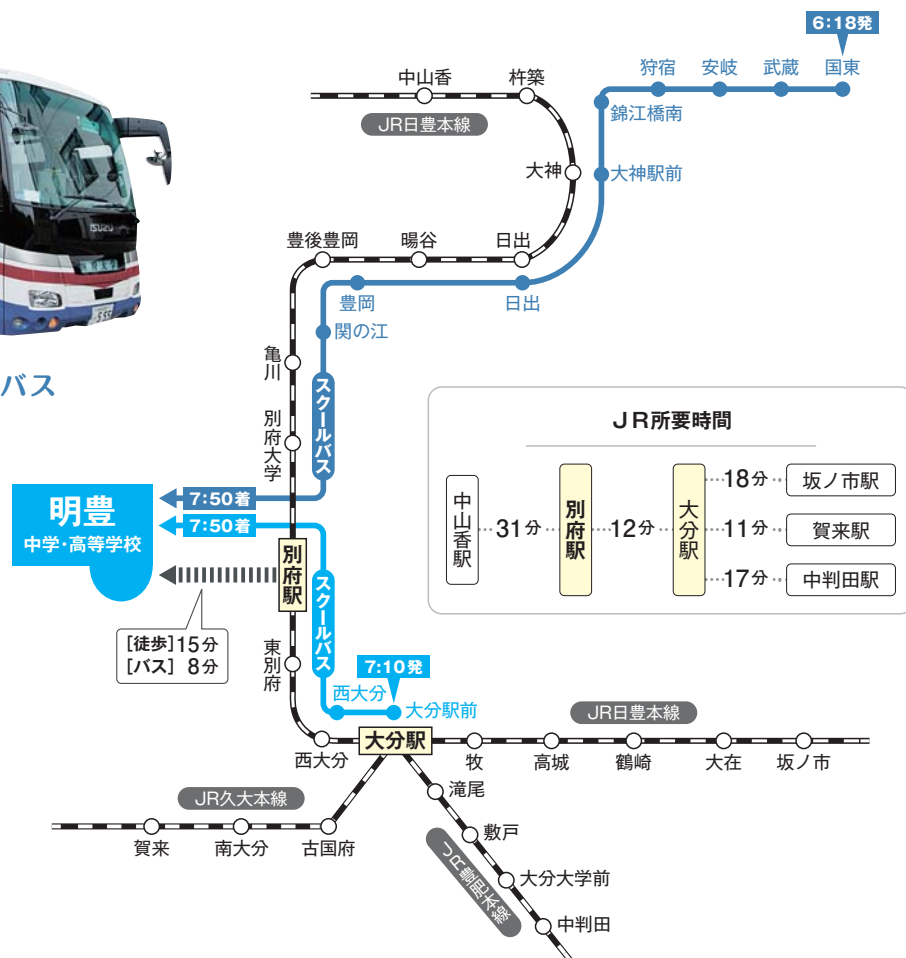 6:18発
中山香
杵築
狩宿
安岐
武蔵
国東
JR日豊本線
錦江橋南
大神
大神駅前
ISUZU
豊後豊岡
暘谷
日出
豊岡
日出
関の江
亀川
バス
スクールバス
別府大学
JR所要時間
中山香駅
31分
別府駅
12分
大分駅
18分
坂ノ市駅
11分
賀来駅
17分
中判田駅
明豊
中学・高等学校
7:50着
7:50着
別府駅
スクールバス
[徒歩]15分
[バス] 8分
東別府
7:10発
西大分
大分駅前
JR日豊本線
西大分
大分駅
牧
高城
鶴崎
大在
坂ノ市
JR久大本線
滝尾
賀来
南大分
古国府
敷戸
JR豊肥本線
大分大学前
中判田